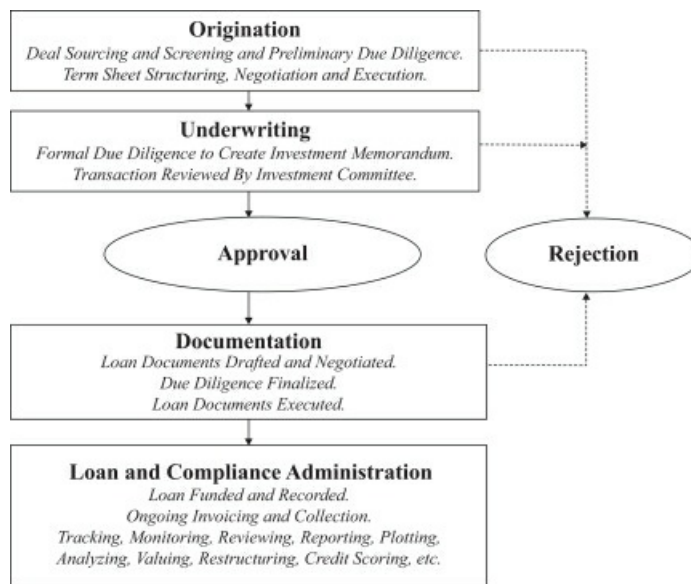 Origination
Deal Sourcing and Screening and Preliminary Due Diligence.
Term Sheet Structuring, Negotiation and Execution.
Underwriting
Formal Due Diligence to Create Investment Memorandum.
Transaction Reviewed By Investment Committee.
Approval
Rejection
Documentation
Loan Documents Drafted and Negotiated.
Due Diligence Finalized.
Loan Documents Executed.
Loan and Compliance Administration
Loan Funded and Recorded.
Ongoing Invoicing and Collection.
Tracking, Monitoring, Reviewing, Reporting, Plotting,
Analyzing, Valuing, Restructuring, Credit Scoring, etc.